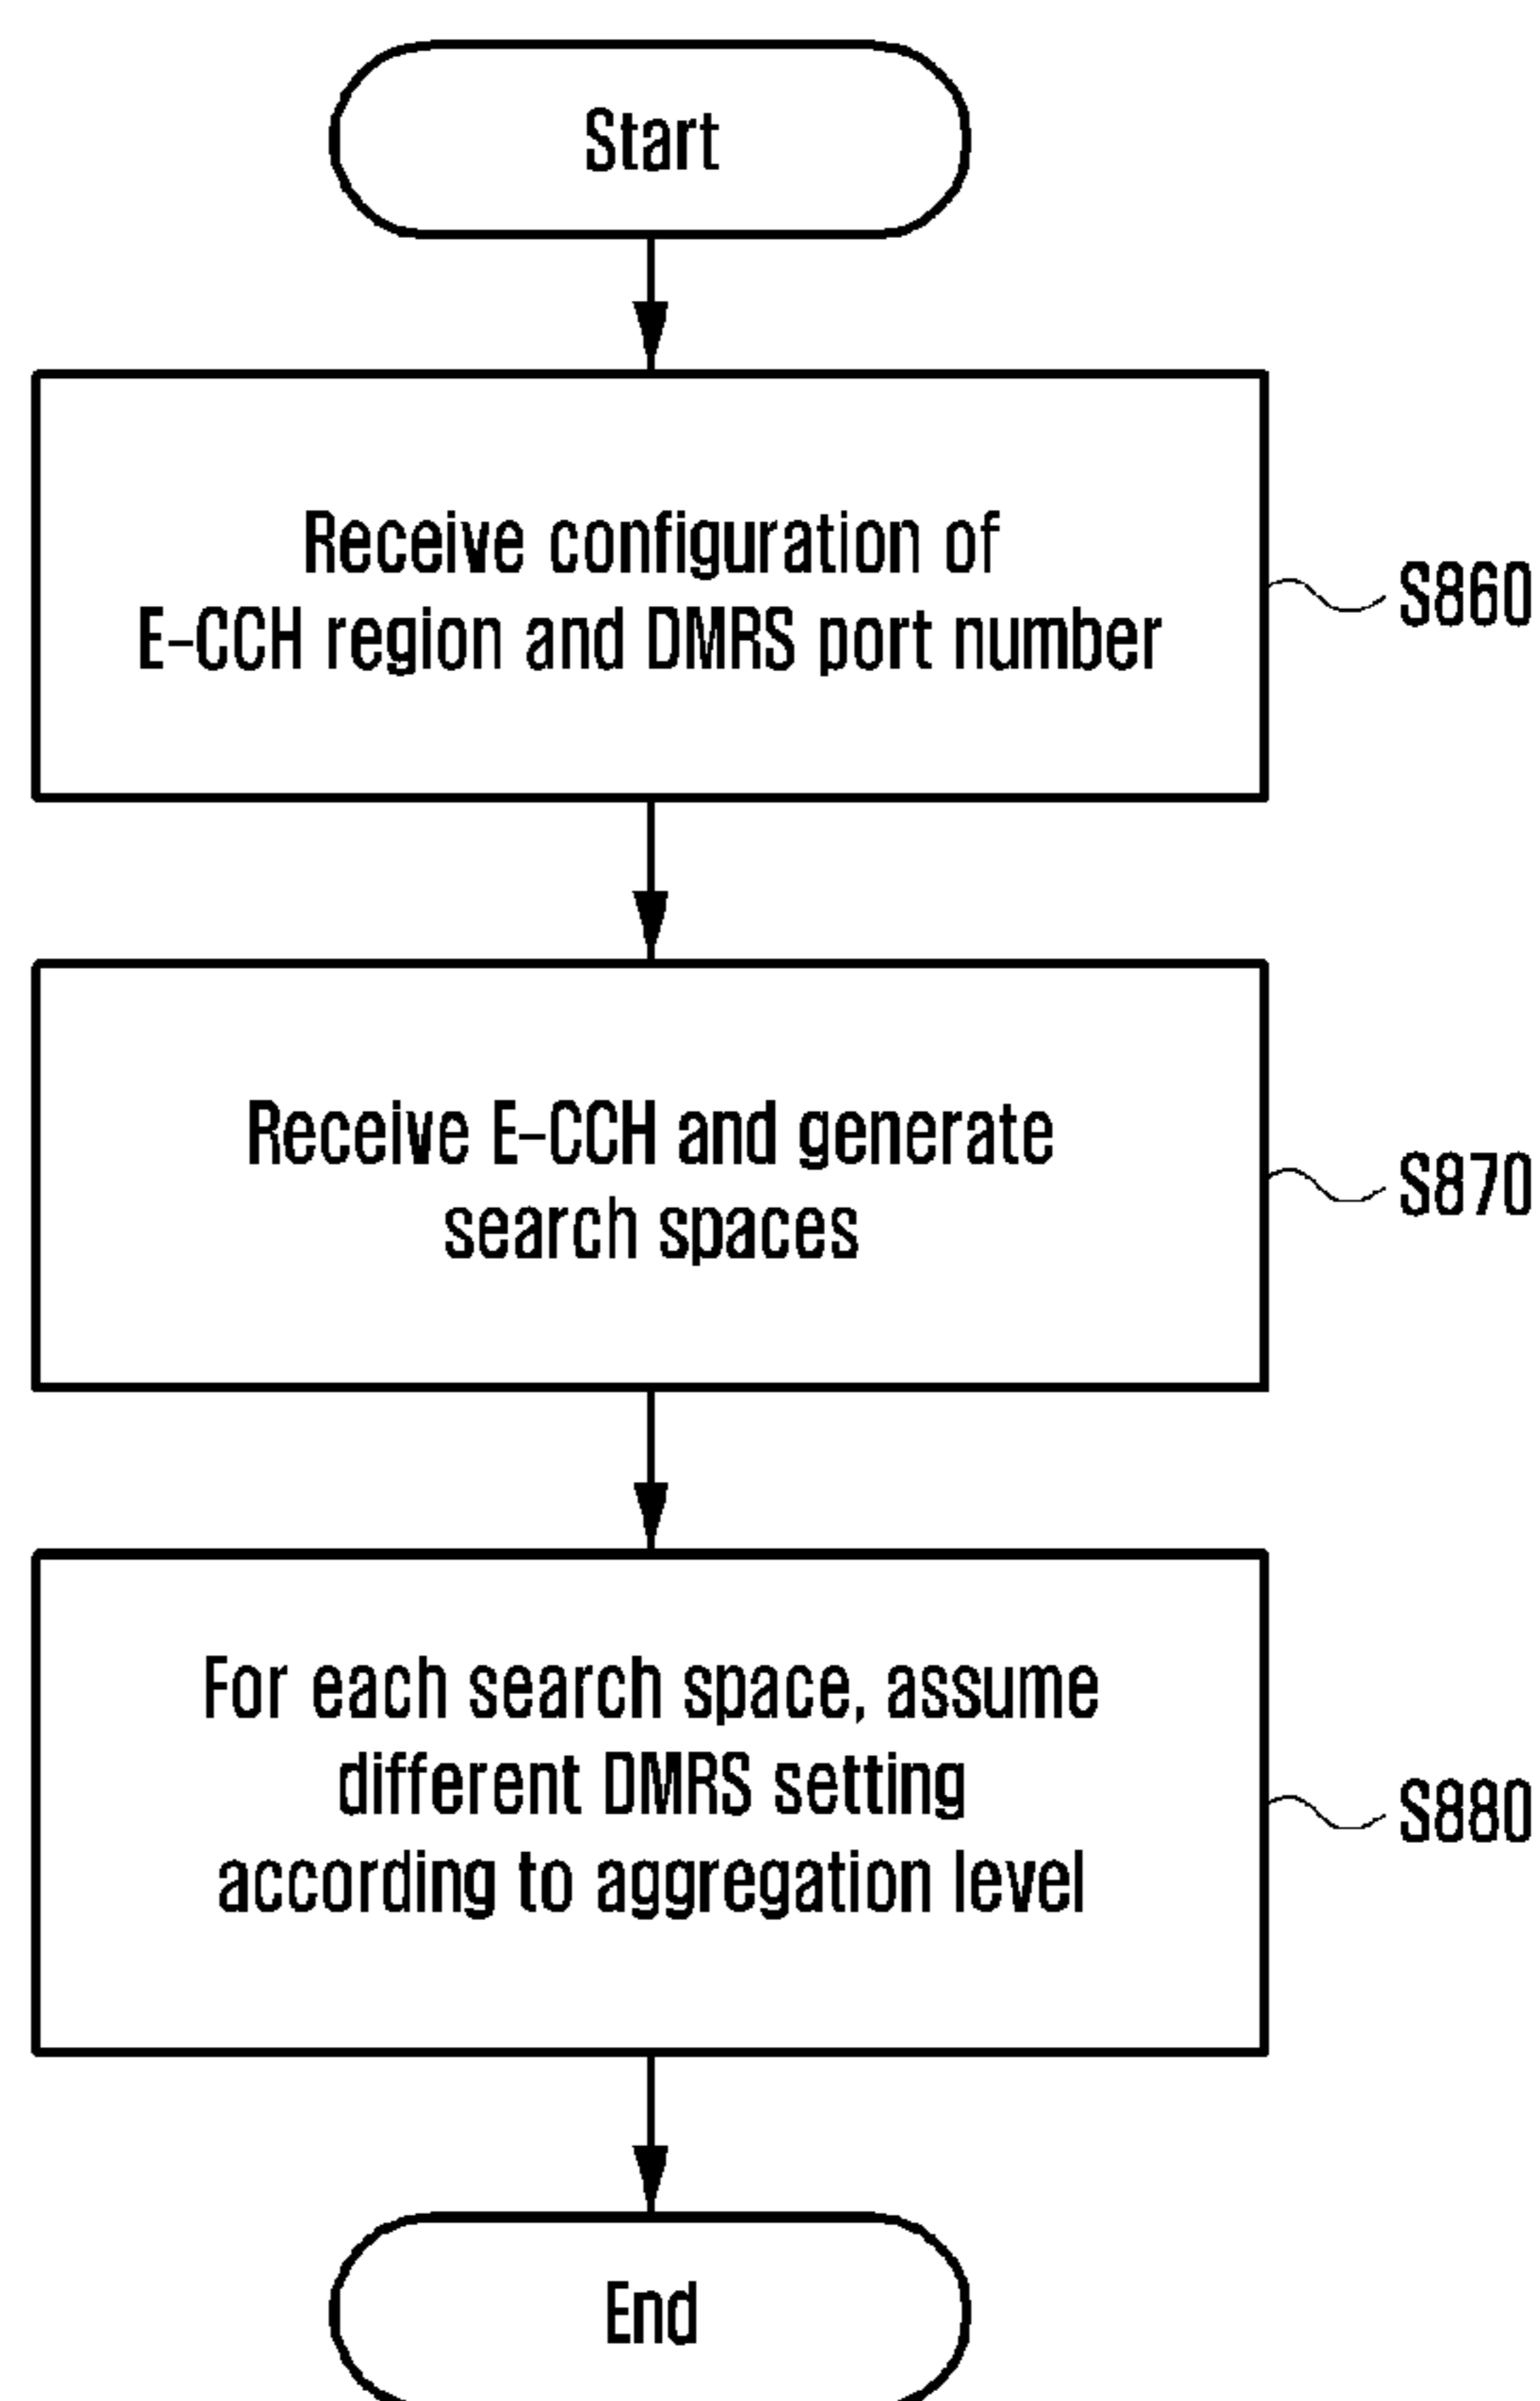 Start
Receive configuration of
E-CCH region and DMRS port number
S860
Receive E-CCH and generate
search spaces
S870
For each search space, assume
different DMRS setting
according to aggregation level
S880
End